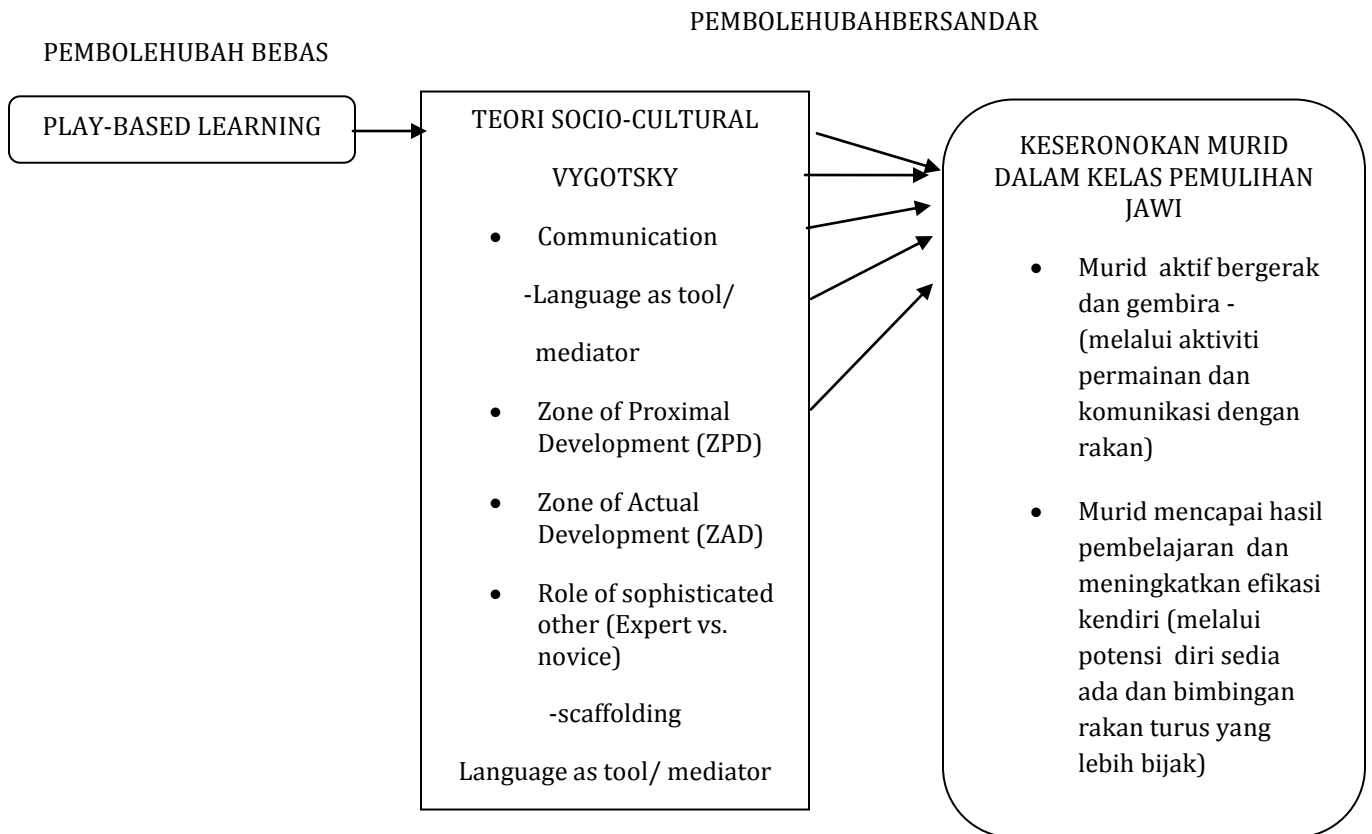 PEMBOLEHUBAHBERSANDAR
PEMBOLEHUBAH BEBAS
PLAY-BASED LEARNING
TEORI SOCIO-CULTURAL
VYGOTSKY
• Communication
-Language as tool/
mediator
• Zone of Proximal
Development (ZPD)
• Zone of Actual
Development (ZAD)
• Role of sophisticated
other (Expert vs.
novice)
-scaffolding
Language as tool/ mediator
KESERONOKAN MURID
DALAM KELAS PEMULIHAN
JAWI
• Murid aktif bergerak
dan gembira -
(melalui aktiviti
permainan dan
komunikasi dengan
rakan)
• Murid mencapai hasil
pembelajaran dan
meningkatkan efikasi
kendiri (melalui
potensi diri sedia
ada dan bimbingan
rakan turus yang
lebih bijak)